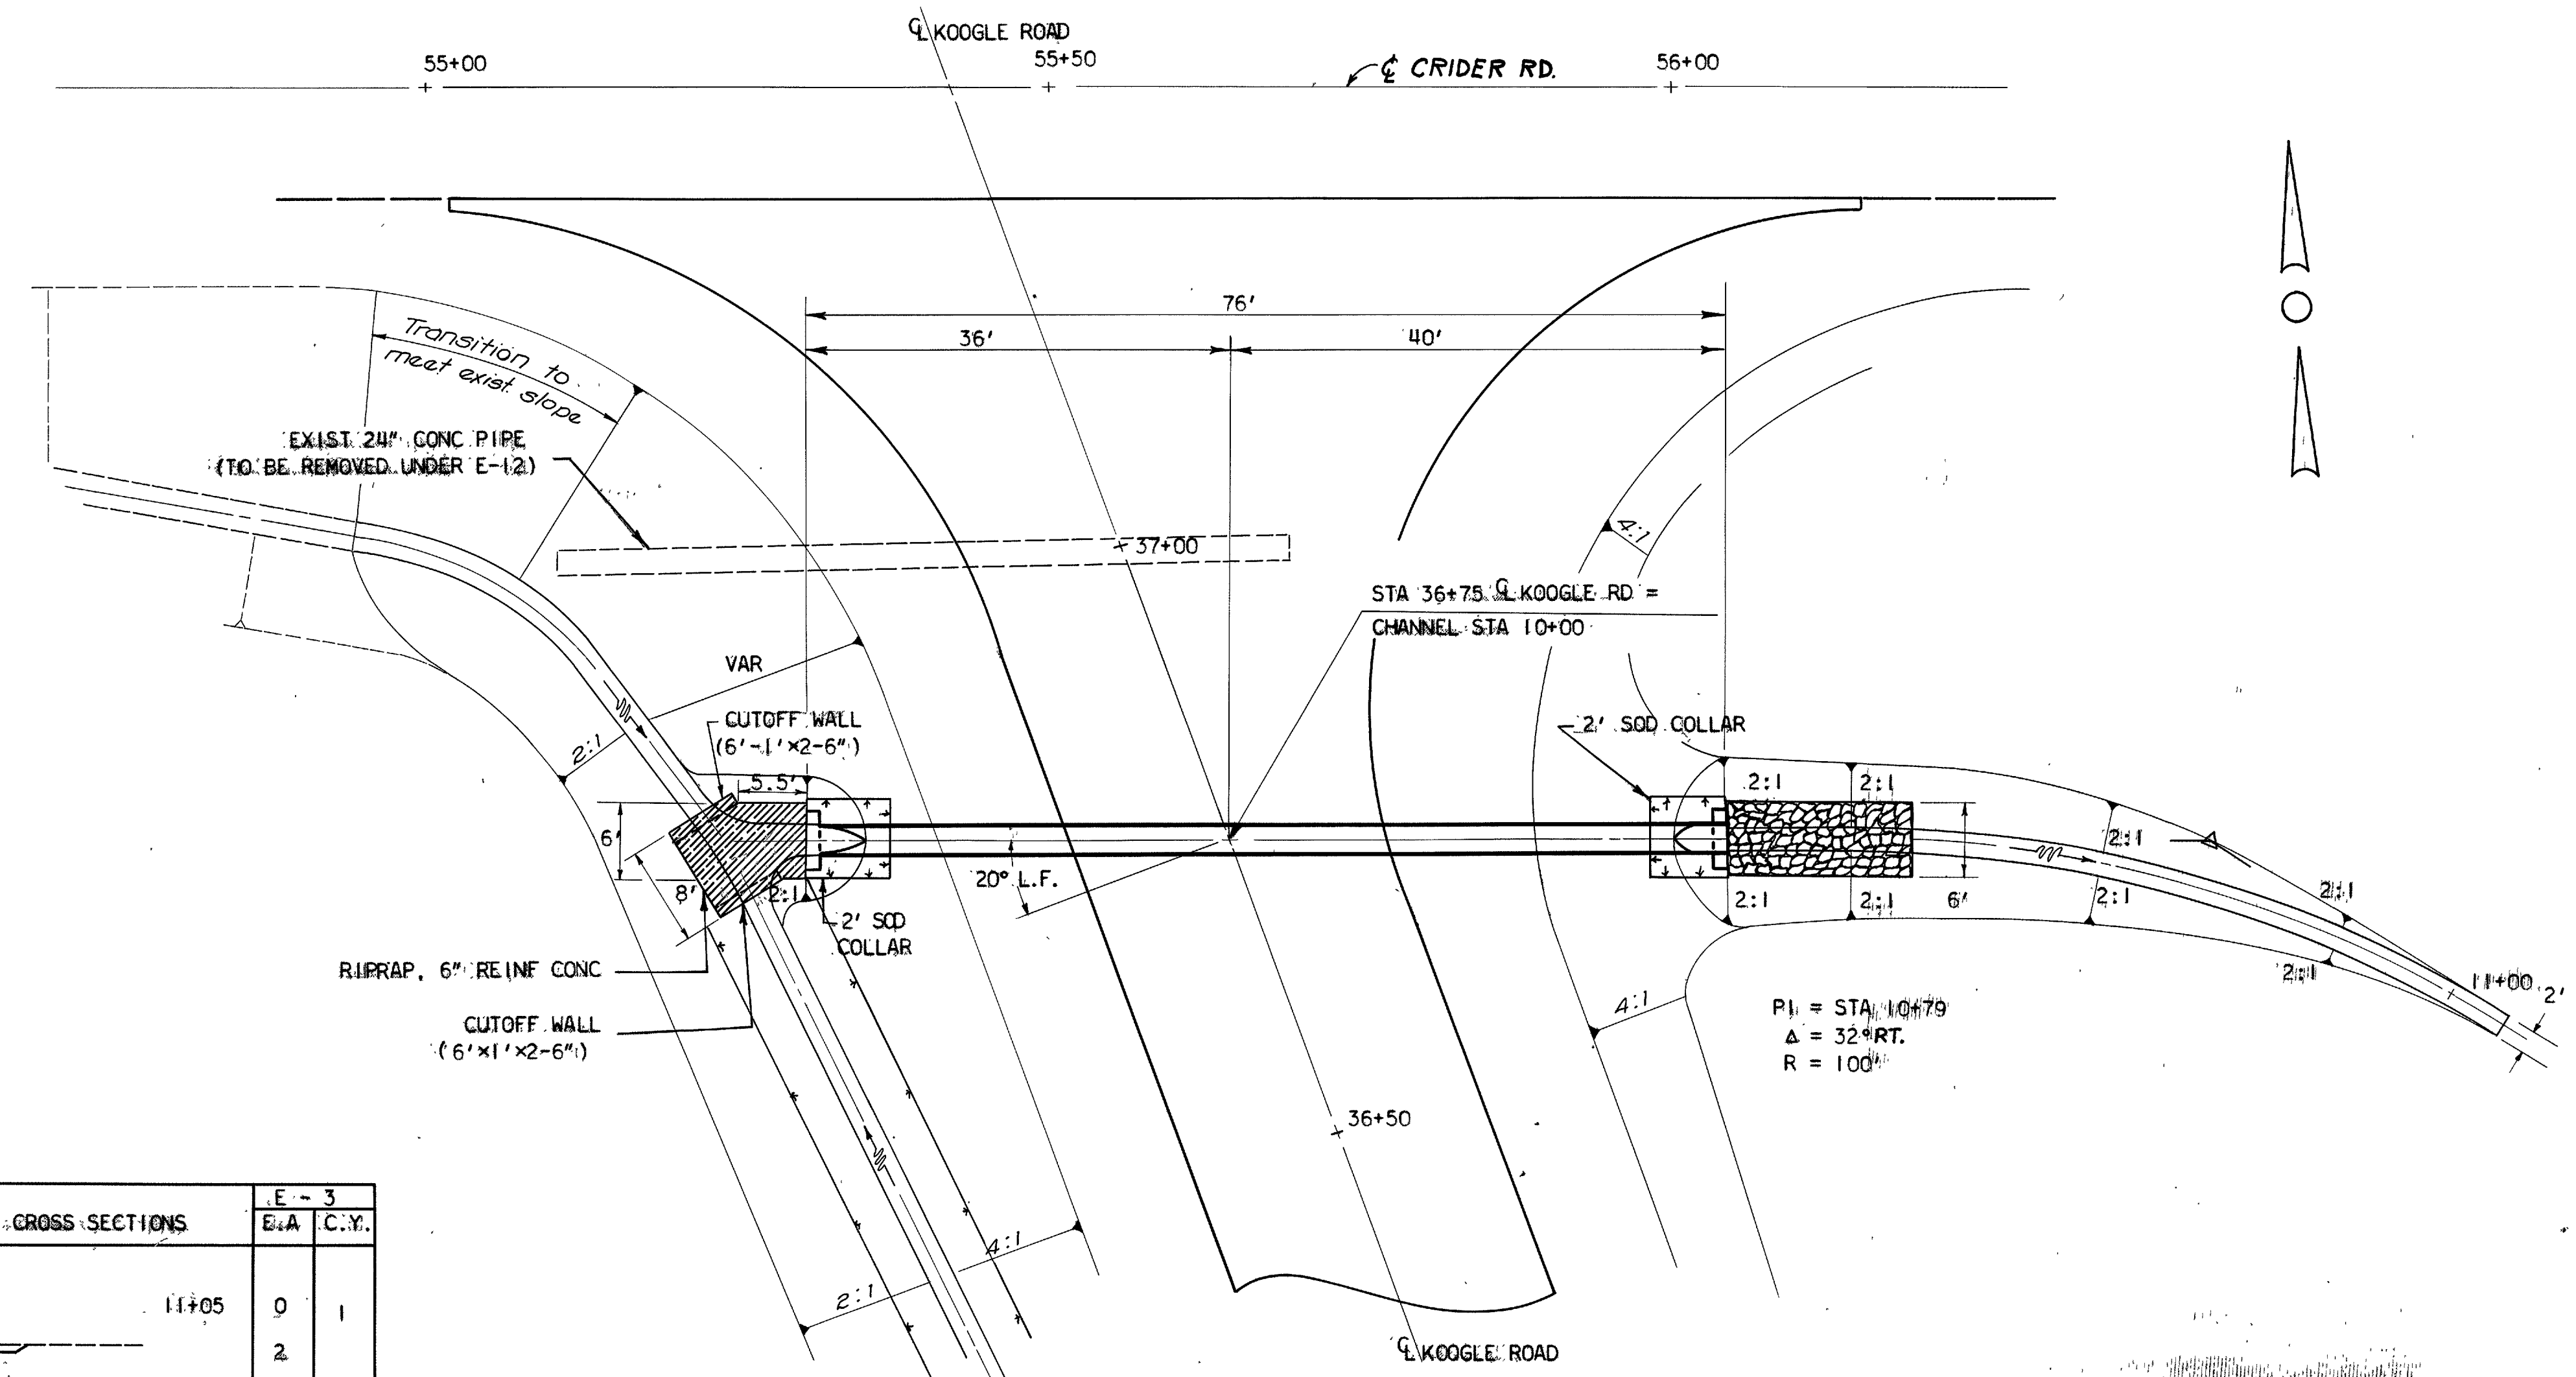 ℄ KOOGLE ROAD
55+00
55+50
℄ CRIDER RD.
56+00
76'
36'
40'
Transition to
meet exist. slope
EXIST 24" CONC PIPE
(TO BE REMOVED UNDER E-12)
37+00
4:1
STA 36+75 ℄ KOOGLE RD =
CHANNEL STA 10+00
VAR
CUTOFF WALL
(6'-1'×2-6")
2' SOD COLLAR
2:1
5.5'
2:1
2:1
6'
2:1
20° L.F.
8'
2:1
2:1
2:1
6'
2:1
2:1
2' SOD
COLLAR
2:1
RIPRAP, 6" REINF CONC
11+00
2'
CUTOFF WALL
(6'×1'×2-6")
4:1
PI = STA 10+79
Δ = 32° RT.
R = 100'
36+50
E - 3
CROSS SECTIONS
E.A
C.Y.
4:1
2:1
11+05
0
1
2
℄ KOOGLE ROAD